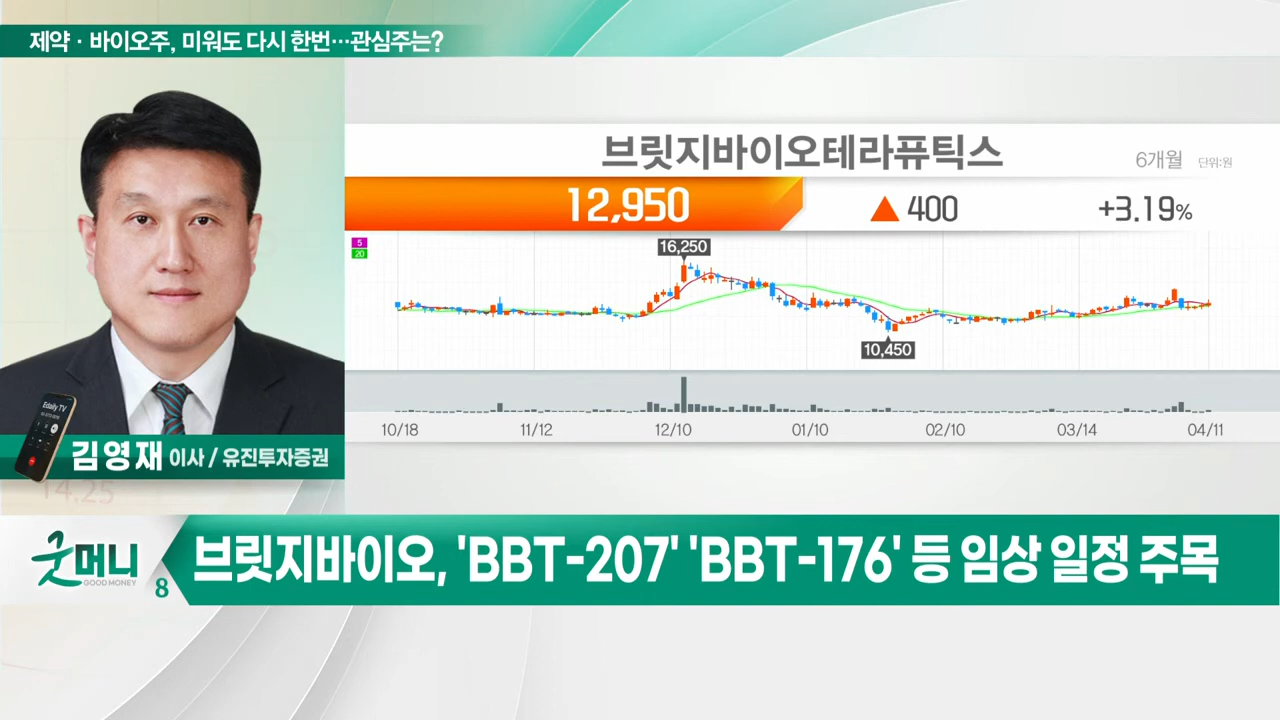 제약 · 바이오주, 미워도 다시 한번…관심주는?
브릿지바이오테라퓨틱스
6개월 단위:원
12,950 ▲ 400 +3.19%
5
20
16,250
10,450
10/18 11/12 12/10 01/10 02/10 03/14 04/11
Edaily TV
김영재 이사 / 유진투자증권
14.25
굿머니
GOOD MONEY
8
브릿지바이오, 'BBT-207' 'BBT-176' 등 임상 일정 주목